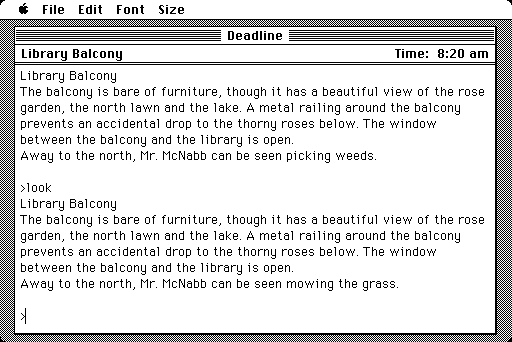 File Edit Font Size
Deadline
Library Balcony Time: 8:20 am
Library Balcony
The balcony is bare of furniture, though it has a beautiful view of the rose
garden, the north lawn and the lake. A metal railing around the balcony
prevents an accidental drop to the thorny roses below. The window
between the balcony and the library is open.
Away to the north, Mr. McNabb can be seen picking weeds.
>look
Library Balcony
The balcony is bare of furniture, though it has a beautiful view of the rose
garden, the north lawn and the lake. A metal railing around the balcony
prevents an accidental drop to the thorny roses below. The window
between the balcony and the library is open.
Away to the north, Mr. McNabb can be seen mowing the grass.
>